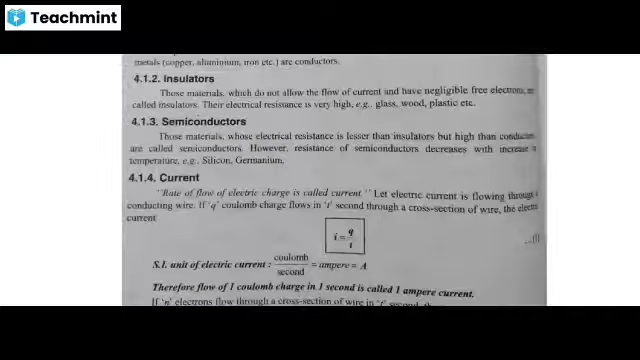 Teachmint
metals (copper, aluminium, iron etc.) are conductors.
4.1.2. Insulators
Those materials, which do not allow the flow of current and have negligible free electrons, are
called insulators. Their electrical resistance is very high, e.g., glass, wood, plastic etc.
4.1.3. Semiconductors
Those materials, whose electrical resistance is lesser than insulators but high than conductors
are called semiconductors. However, resistance of semiconductors decreases with increase in
temperature, e.g., Silicon, Germanium.
4.1.4. Current
"Rate of flow of electric charge is called current." Let electric current is flowing through a
conducting wire. If 'q' coulomb charge flows in 't' second through a cross-section of wire, the electric
current
i = q/t
S.I. unit of electric current : coulomb/second = ampere = A
Therefore flow of 1 coulomb charge in 1 second is called 1 ampere current.
If 'n' electrons flow through a cross-section of wire in 't' second,